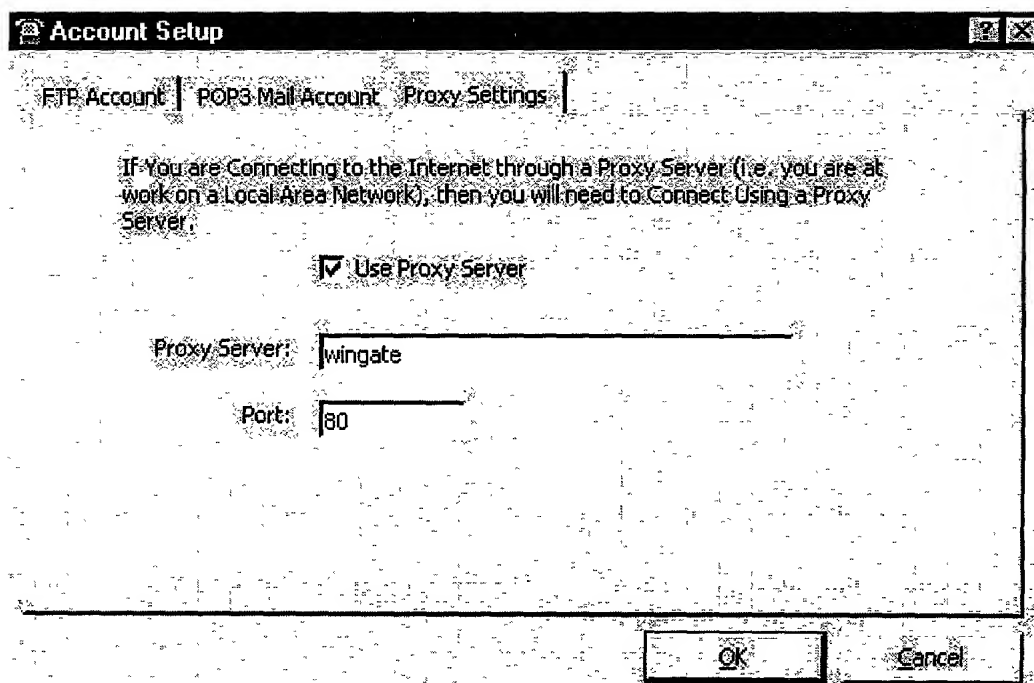 Account Setup
FTP Account POP3 Mail Account Proxy Settings
If You are Connecting to the Internet through a Proxy Server (i.e. you are at
work on a Local Area Network), then you will need to Connect Using a Proxy
Server.
Use Proxy Server
Proxy Server: wingate
Port: 80
OK Cancel